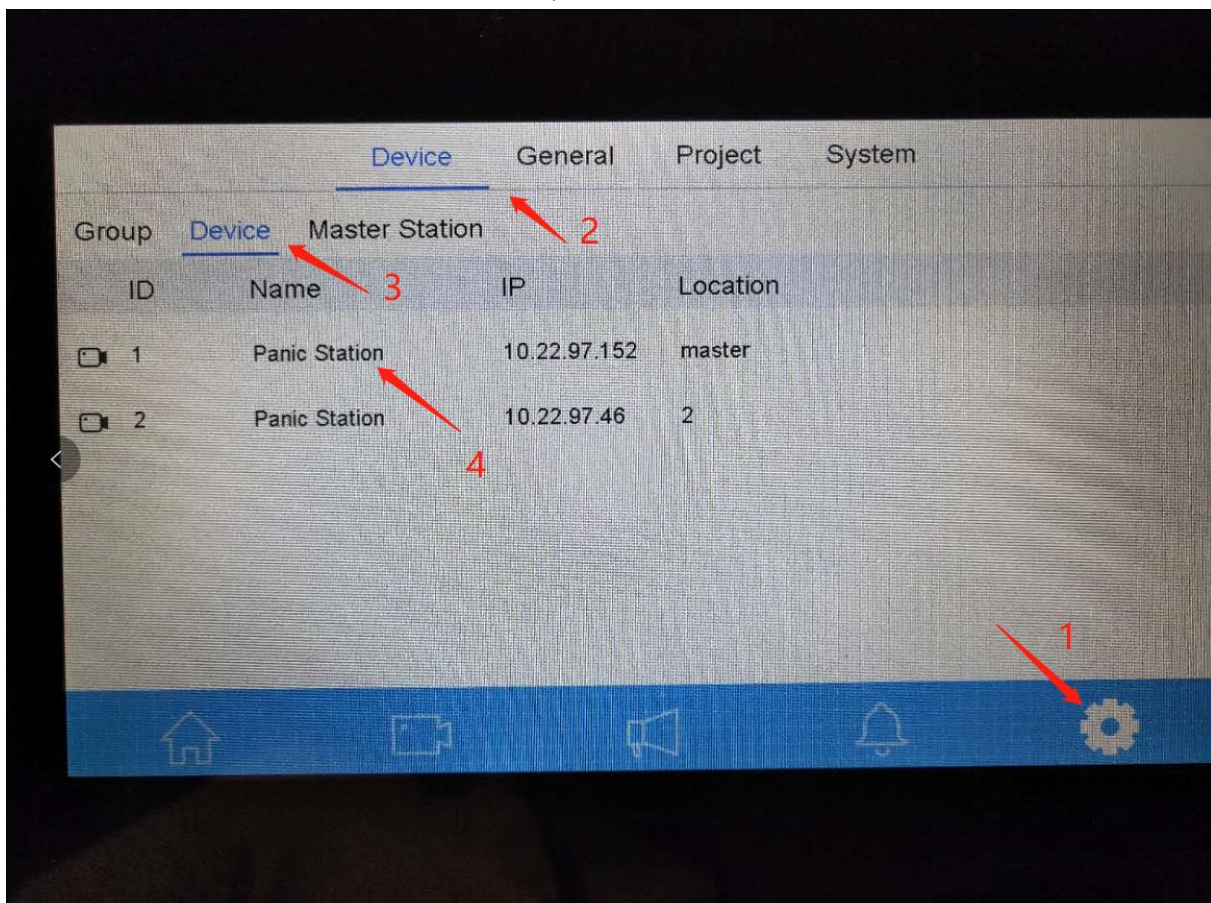 Device General Project System
Group Device Master Station 2
ID Name 3 IP Location
1 Panic Station 10.22.97.152 master
2 Panic Station 10.22.97.46 2
4
1